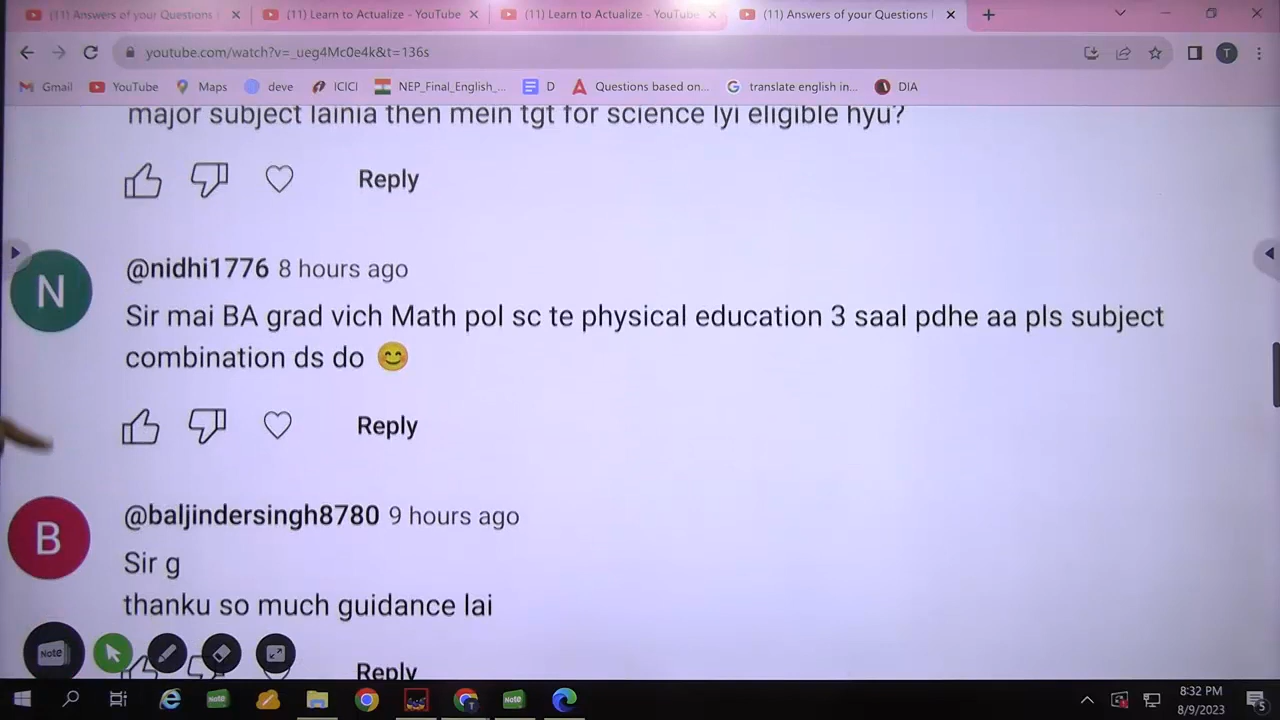 (11) Answers of your Questions
(11) Learn to Actualize - YouTube
(11) Learn to Actualize - YouTube
(11) Answers of your Questions
youtube.com/watch?v=_ueg4Mc0e4k&t=136s
T
Gmail
YouTube
Maps
deve
ICICI
NEP_Final_English_...
D
Questions based on...
translate english in...
DIA
major subject lainia then mein tgt for science lyi eligible hyu?
Reply
N
@nidhi1776 8 hours ago
Sir mai BA grad vich Math pol sc te physical education 3 saal pdhe aa pls subject
combination ds do
Reply
B
@baljindersingh8780 9 hours ago
Sir g
thanku so much guidance lai
Note
Reply
Note
T
Note
8:32 PM
8/9/2023
5